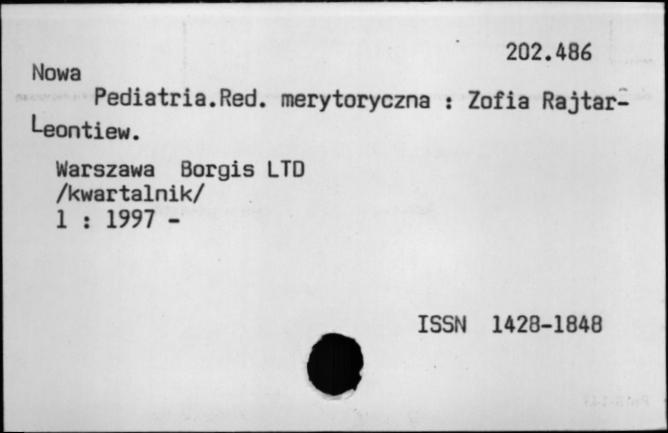 202.486
Nowa
Pediatria.Red. merytoryczna : Zofia Rajtar-
Leontiew.
Warszawa Borgis LTD
/kwartalnik/
1 : 1997 -
ISSN 1428-1848